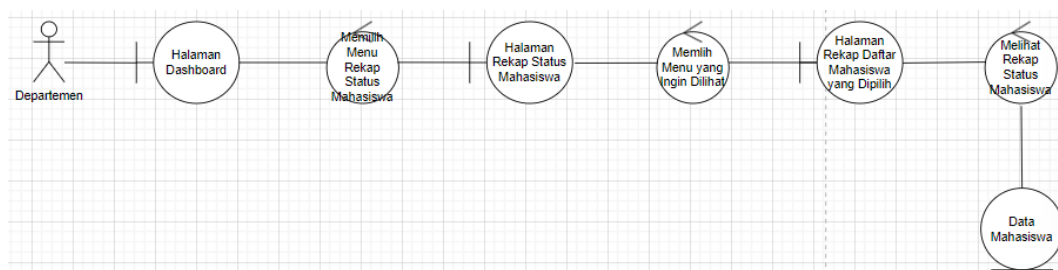 Departemen
Halaman
Dashboard
Memilih
Menu
Rekap
Status
Mahasiswa
Halaman
Rekap Status
Mahasiswa
Memlih
Menu yang
Ingin Dilihat
Halaman
Rekap Daftar
Mahasiswa
yang Dipilih
Melihat
Rekap
Status
Mahasiswa
Data
Mahasiswa